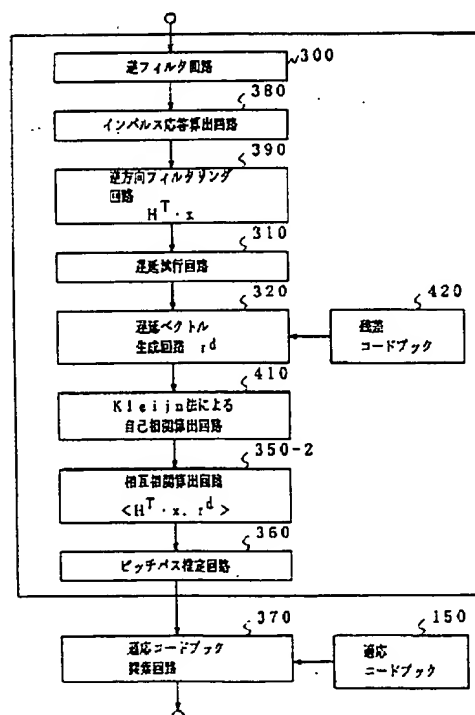 300
逆フィルタ回路
380
インパルス応答算出回路
390
逆方向フィルタリング
回路
H^T・x
310
遅延試行回路
320
遅延ベクトル
生成回路 r^d
420
残差
コードブック
410
Kleijn法による
自己相関算出回路
350-2
相互相関算出回路
<H^T・x, r^d>
360
ピッチパス推定回路
370
適応コードブック
探索回路
150
適応
コードブック